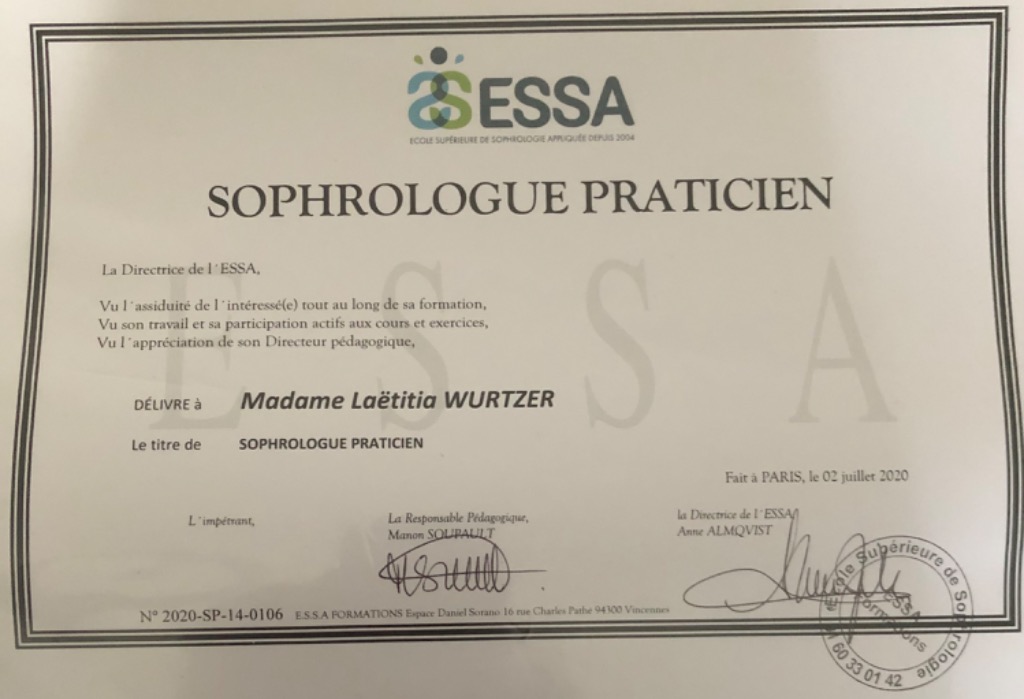 ESSA
ECOLE SUPÉRIEURE DE SOPHROLOGIE APPLIQUÉE DEPUIS 2004
SOPHROLOGUE PRATICIEN
E S S A
La Directrice de l´ESSA,
Vu l´assiduité de l´intéressé(e) tout au long de sa formation,
Vu son travail et sa participation actifs aux cours et exercices,
Vu l´appréciation de son Directeur pédagogique,
DÉLIVRE à Madame Laëtitia WURTZER
Le titre de SOPHROLOGUE PRATICIEN
Fait à PARIS, le 02 juillet 2020
L´impétrant,
La Responsable Pédagogique,
Manon SOUPAULT
la Directrice de l´ESSA
Anne ALMQVIST
N° 2020-SP-14-0106 E.S.S.A FORMATIONS Espace Daniel Sorano 16 rue Charles Pathe 94300 Vincennes
Ecole Supérieure de Sophrologie
ESSA
Formations
60 33 01 42